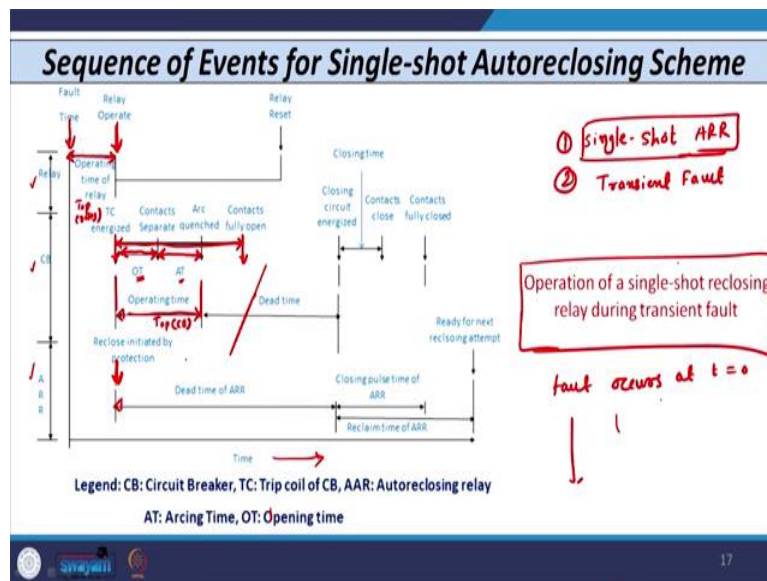 Sequence of Events for Single-shot Autoreclosing Scheme
Fault
Time
Relay
Operate
Relay
Reset
Operating
time of
relay
Relay
Top
TC
energized
Contacts
Separate
Arc
quenched
Contacts
fully open
Closing time
Closing
circuit
energized
Contacts
close
Contacts
fully closed
CB
OT
AT
Operating time
Top(CB)
Dead time
Reclose initiated by
protection
Ready for next
reclsoing attempt
A
R
R
Dead time of ARR
Closing pulse time of
ARR
Reclaim time of ARR
Time
Legend: CB: Circuit Breaker, TC: Trip coil of CB, AAR: Autoreclosing relay
AT: Arcing Time, OT: Opening time
① Single-Shot ARR
② Transient Fault
Operation of a single-shot reclosing
relay during transient fault
fault occurs at t = 0
swayam
17